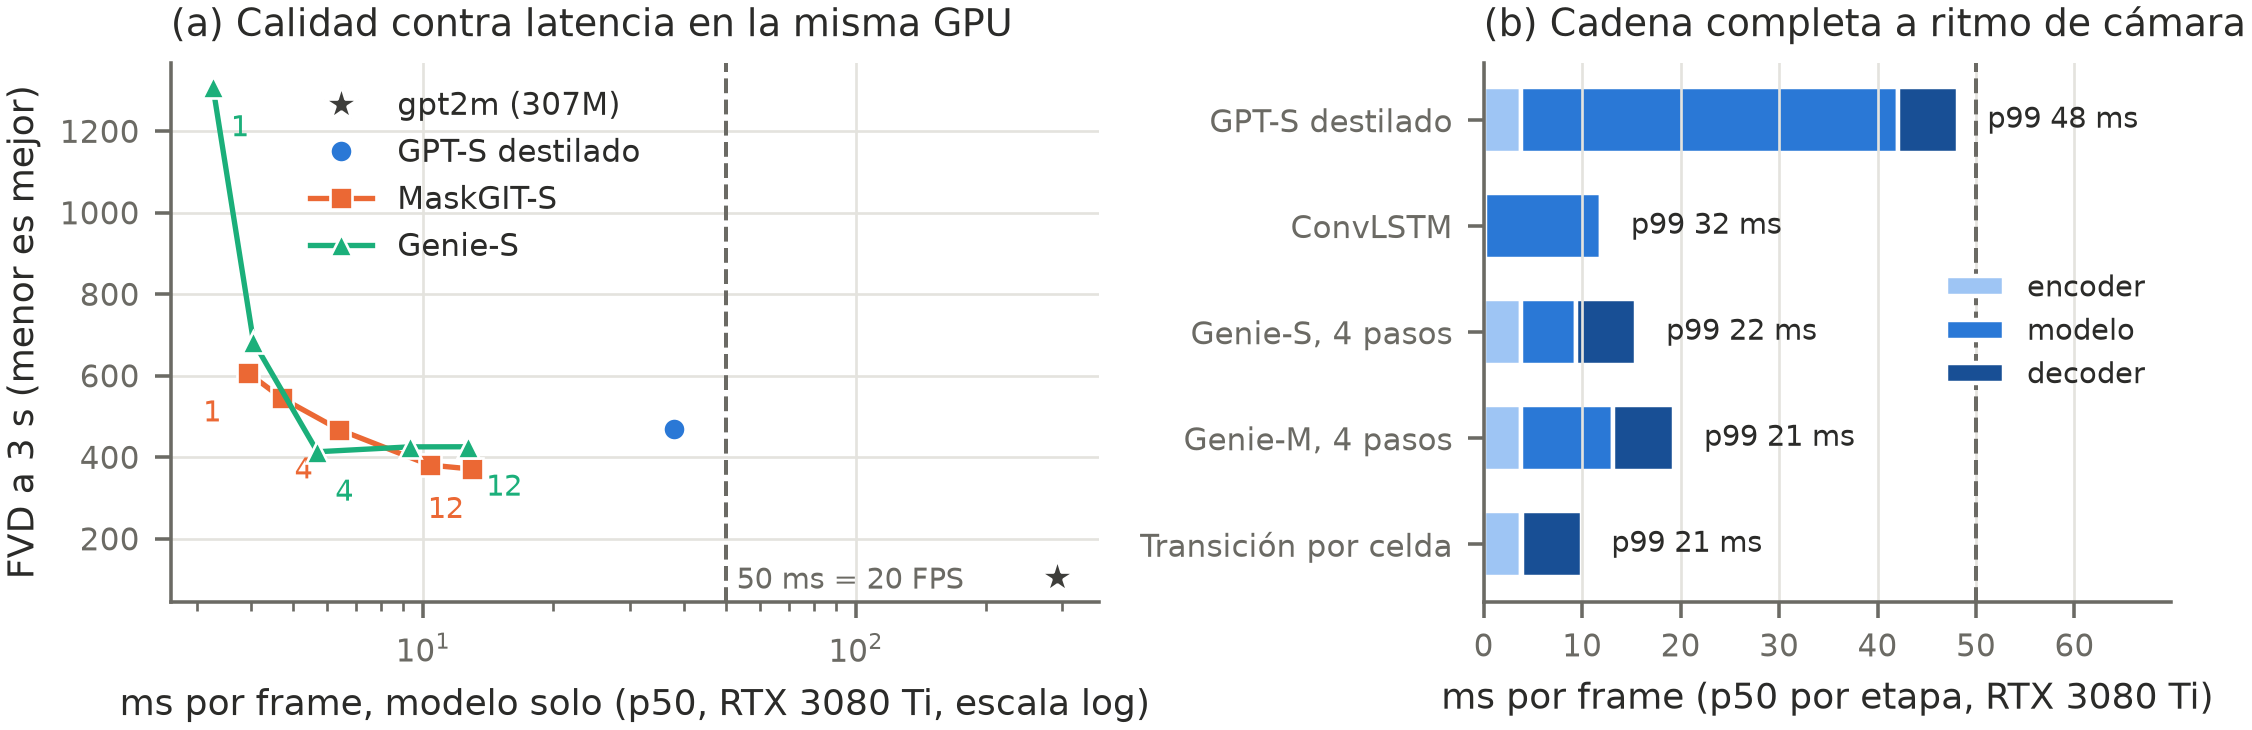 (a) Calidad contra latencia en la misma GPU
FVD a 3 s (menor es mejor)
1200
1000
800
600
400
200
gpt2m (307M)
GPT-S destilado
MaskGIT-S
Genie-S
1
1
4
4
12
12
50 ms = 20 FPS
10¹
10²
ms por frame, modelo solo (p50, RTX 3080 Ti, escala log)
(b) Cadena completa a ritmo de cámara
GPT-S destilado
p99 48 ms
ConvLSTM
p99 32 ms
Genie-S, 4 pasos
p99 22 ms
Genie-M, 4 pasos
p99 21 ms
Transición por celda
p99 21 ms
encoder
modelo
decoder
0
10
20
30
40
50
60
ms por frame (p50 por etapa, RTX 3080 Ti)